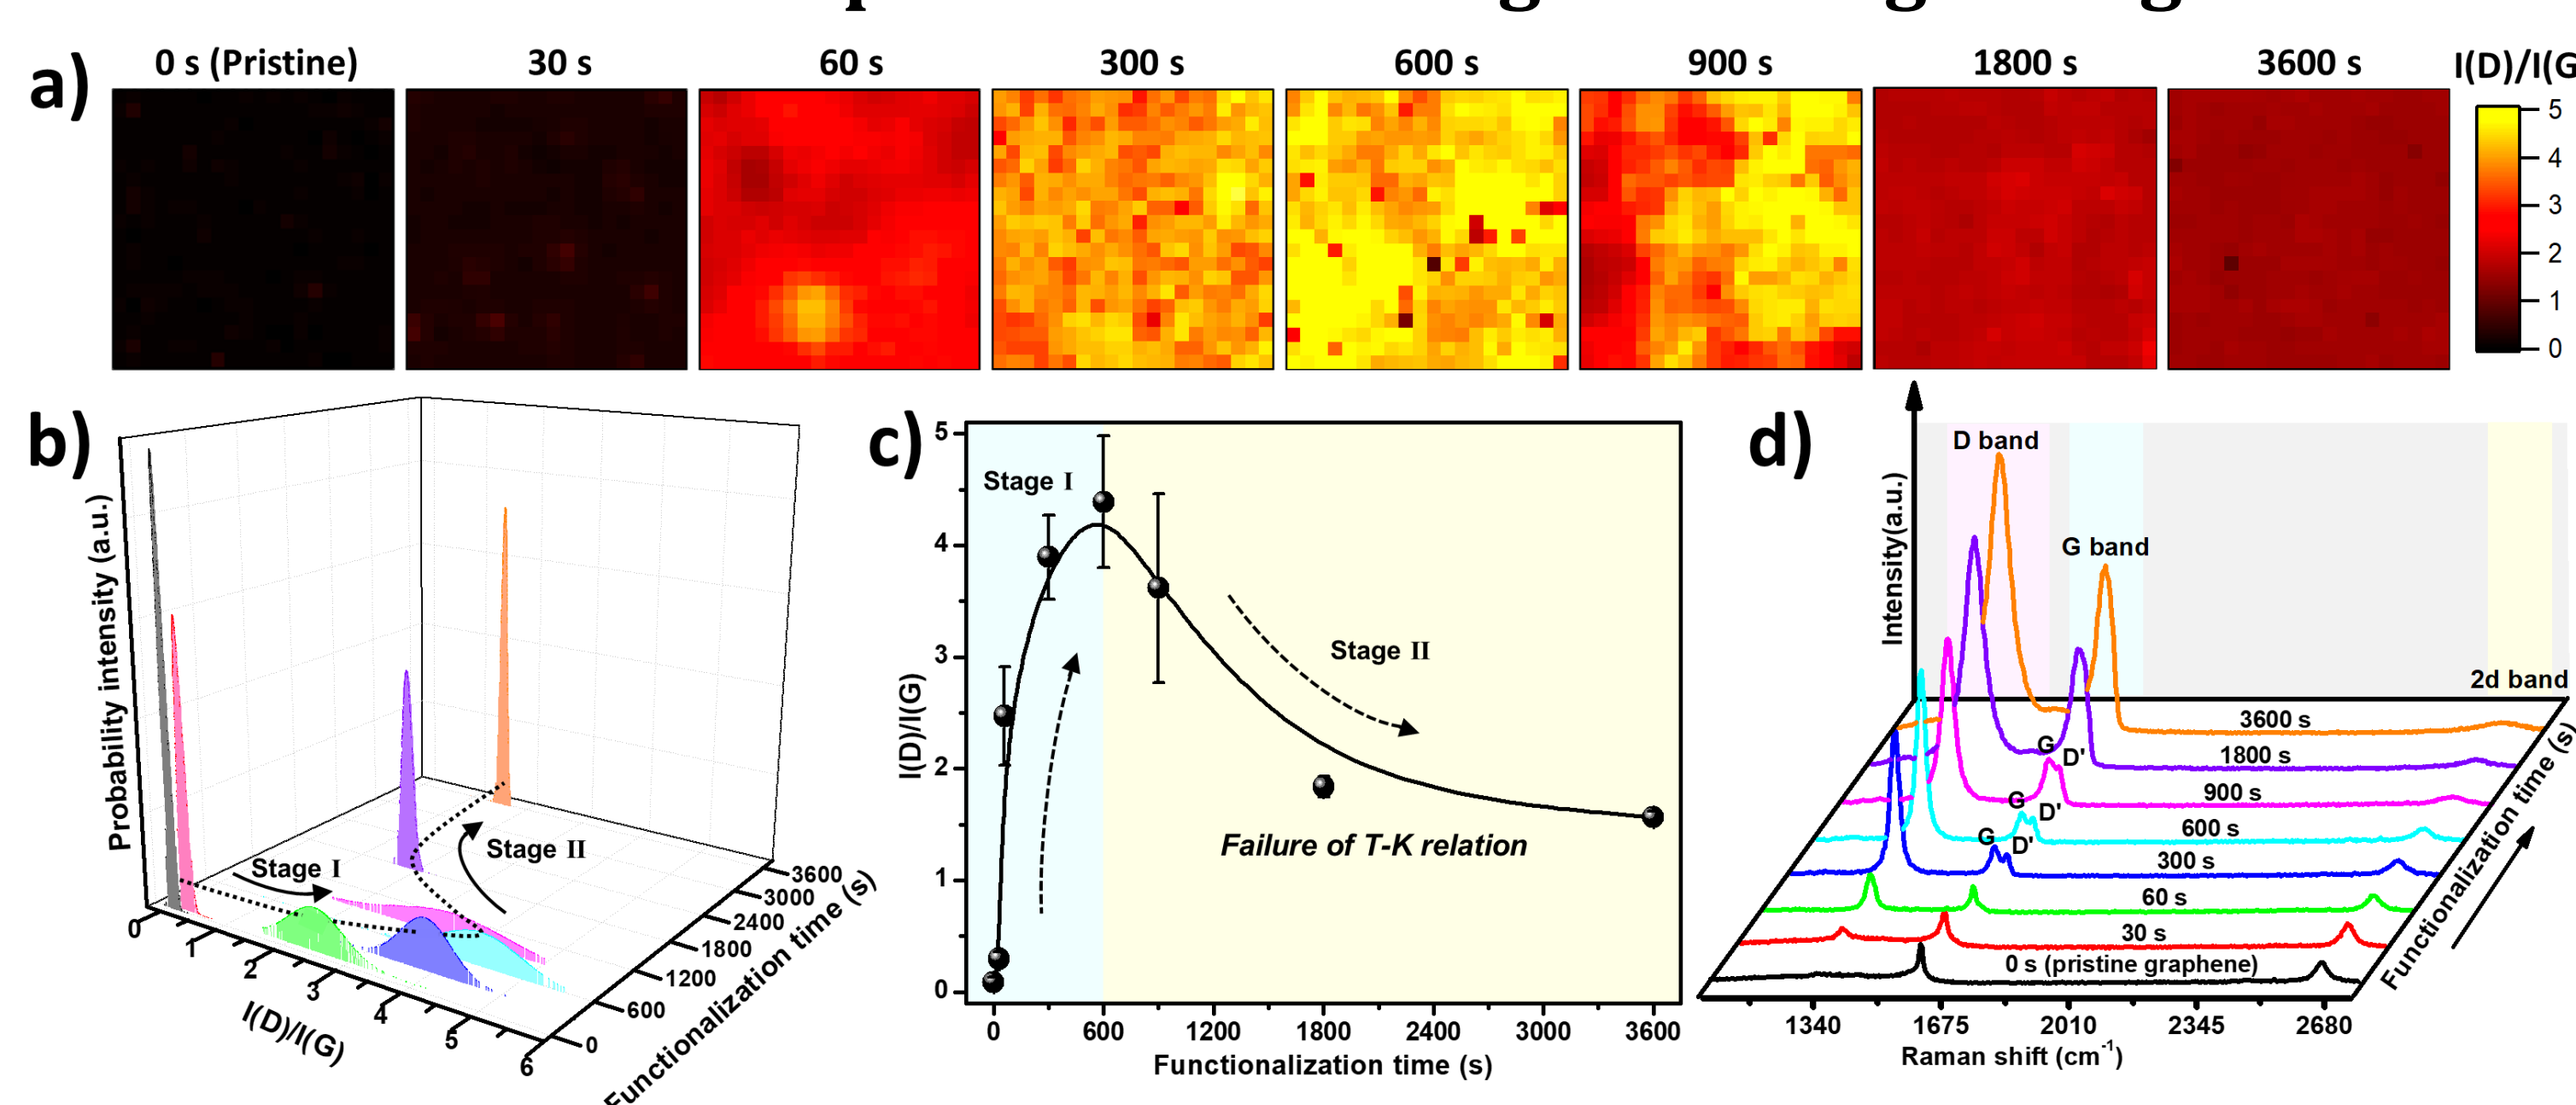 a)
0 s (Pristine) 30 s 60 s 300 s 600 s 900 s 1800 s 3600 s I(D)/I(G
5
4
3
2
1
0
b)
Probability intensity (a.u.)
Stage I
Stage II
0 1 2 3 4 5 6
I(D)/I(G)
0 600 1200 1800 2400 3000 3600
Functionalization time (s)
c)
I(D)/I(G)
5
4
3
2
1
0
Stage I
Stage II
Failure of T-K relation
0 600 1200 1800 2400 3000 3600
Functionalization time (s)
d)
Intensity(a.u.)
D band
G band
2d band
3600 s
G D' 1800 s
G D' 900 s
G D' 600 s
300 s
60 s
30 s
0 s (pristine graphene)
1340 1675 2010 2345 2680
Raman shift (cm-1)
Functionalization time (s)